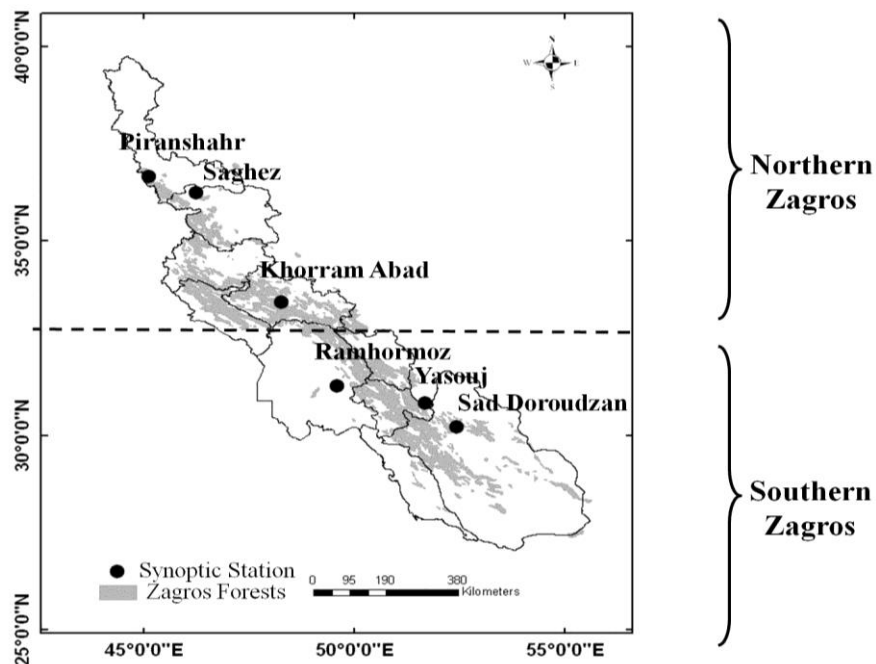 40°0'0"N
35°0'0"N
30°0'0"N
25°0'0"N
N
W
E
S
Piranshahr
Saghez
Khorram Abad
Ramhormoz
Yasouj
Sad Doroudzan
Northern
Zagros
Southern
Zagros
Synoptic Station
Zagros Forests
0 95 190 380
Kilometers
45°0'0"E 50°0'0"E 55°0'0"E